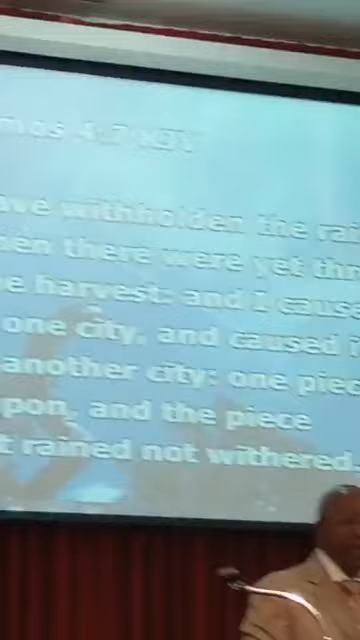 mos 4:7 KJV
ave withholden the rai
hen there were yet thr
e harvest: and I cause
one city, and caused i
another city: one piec
pon, and the piece
t rained not withered.